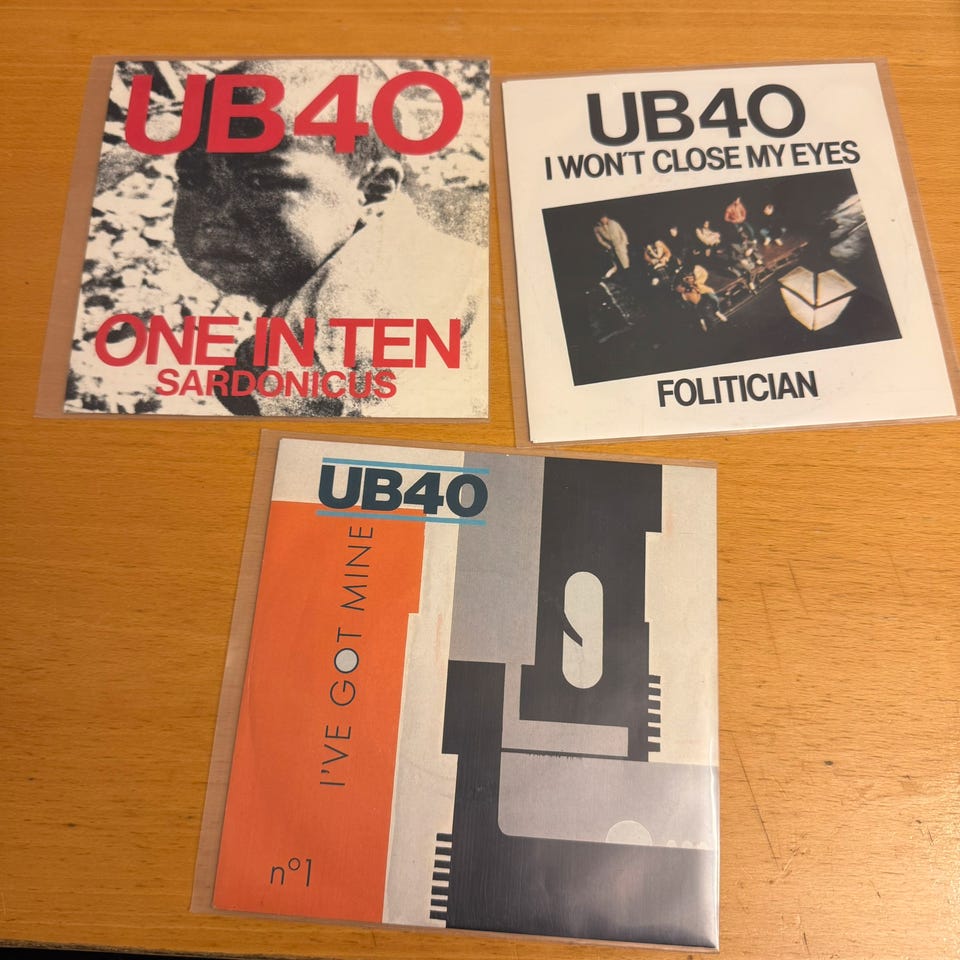 UB40
ONE IN TEN
SARDONICUS
UB40
I WON'T CLOSE MY EYES
FOLITICIAN
UB40
I'VE GOT MINE
nº1